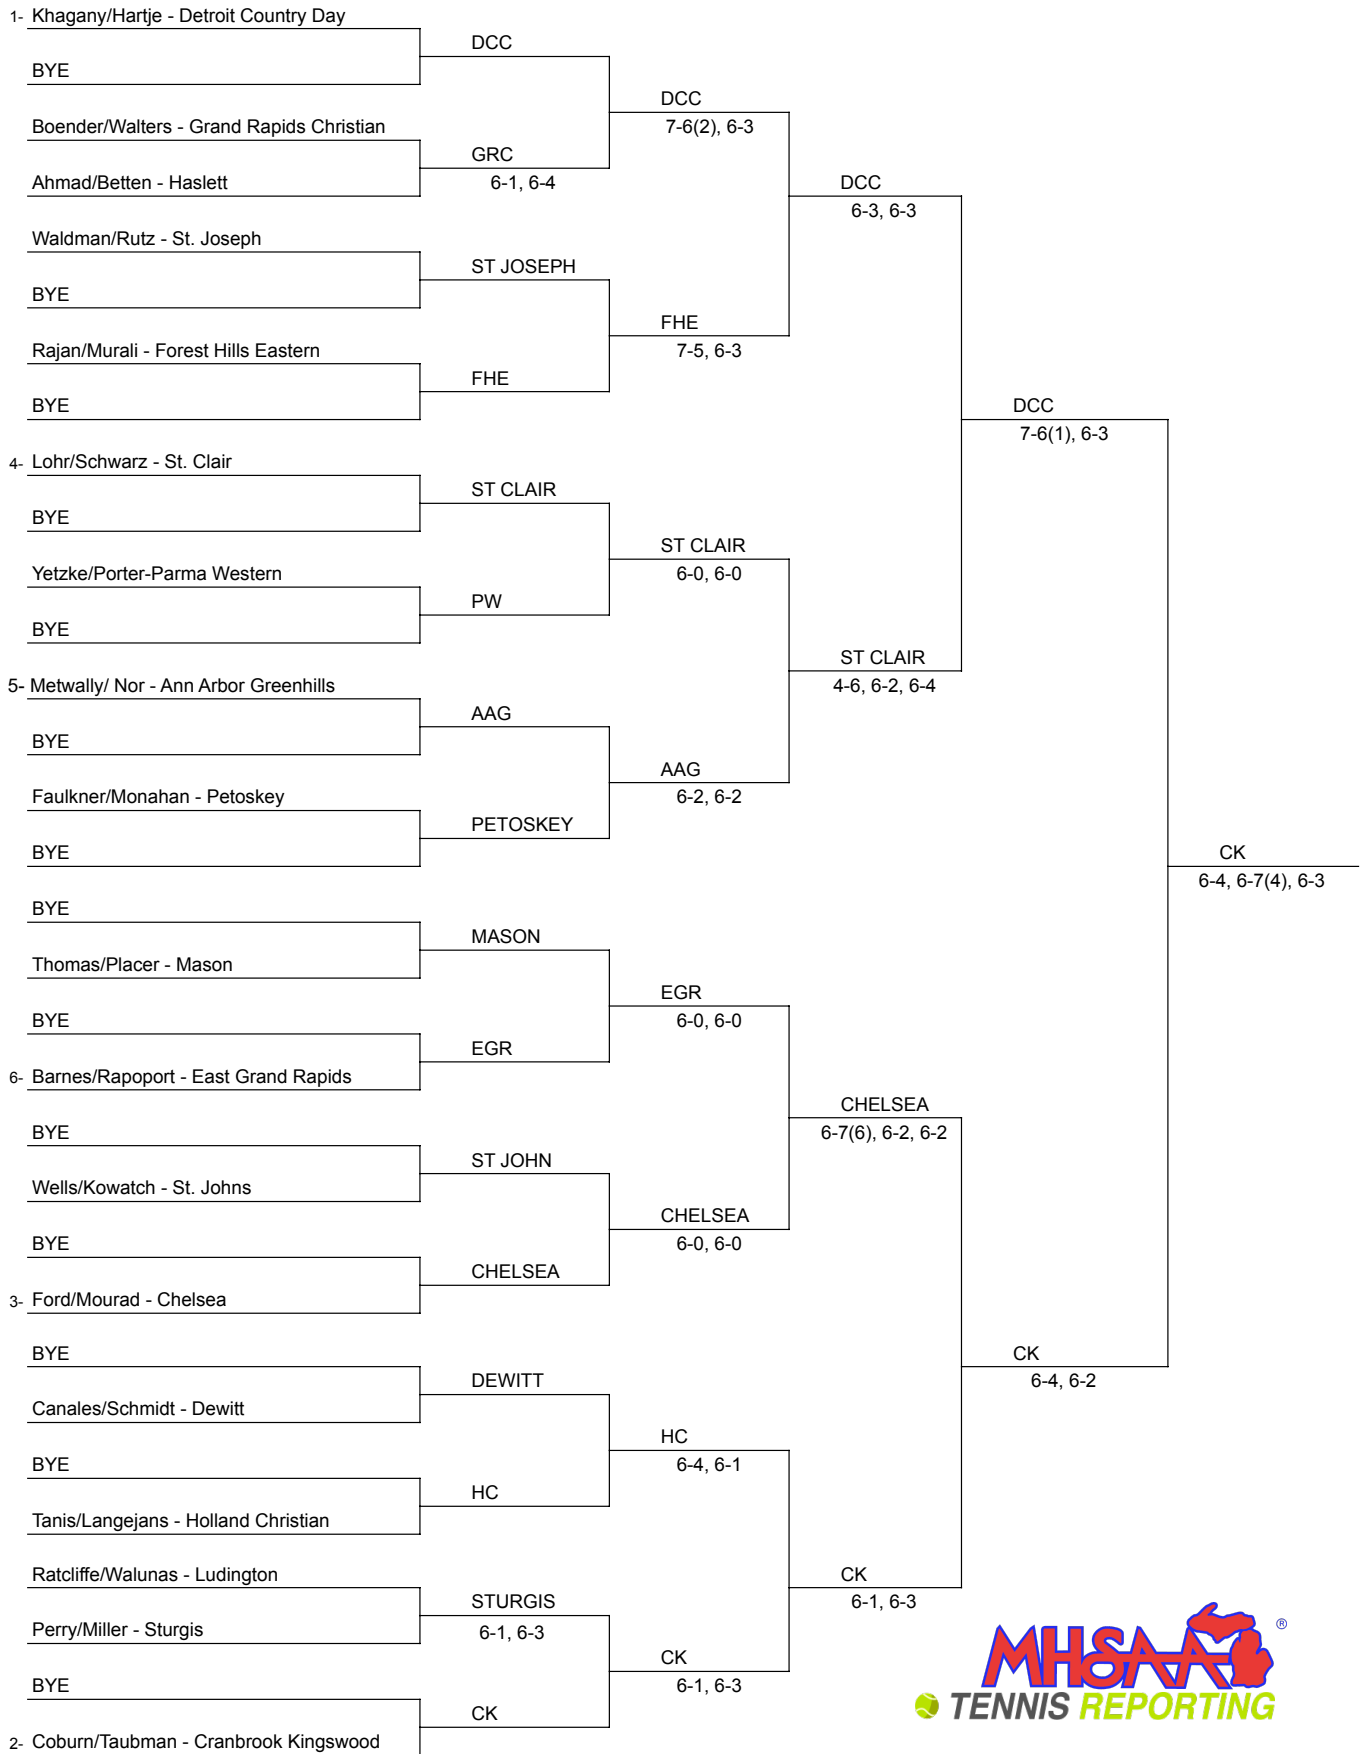 1- Khagany/Hartje - Detroit Country Day
DCC
BYE
DCC
7-6(2), 6-3
Boender/Walters - Grand Rapids Christian
GRC
6-1, 6-4
Ahmad/Betten - Haslett
DCC
6-3, 6-3
Waldman/Rutz - St. Joseph
ST JOSEPH
BYE
FHE
7-5, 6-3
Rajan/Murali - Forest Hills Eastern
FHE
BYE
DCC
7-6(1), 6-3
4- Lohr/Schwarz - St. Clair
ST CLAIR
BYE
ST CLAIR
6-0, 6-0
Yetzke/Porter-Parma Western
PW
BYE
ST CLAIR
4-6, 6-2, 6-4
5- Metwally/ Nor - Ann Arbor Greenhills
AAG
BYE
AAG
6-2, 6-2
Faulkner/Monahan - Petoskey
PETOSKEY
BYE
CK
6-4, 6-7(4), 6-3
BYE
MASON
Thomas/Placer - Mason
EGR
6-0, 6-0
BYE
EGR
6- Barnes/Rapoport - East Grand Rapids
CHELSEA
6-7(6), 6-2, 6-2
BYE
ST JOHN
Wells/Kowatch - St. Johns
CHELSEA
6-0, 6-0
BYE
CHELSEA
3- Ford/Mourad - Chelsea
BYE
CK
6-4, 6-2
DEWITT
Canales/Schmidt - Dewitt
HC
6-4, 6-1
BYE
HC
Tanis/Langejans - Holland Christian
Ratcliffe/Walunas - Ludington
CK
6-1, 6-3
STURGIS
6-1, 6-3
Perry/Miller - Sturgis
CK
6-1, 6-3
BYE
CK
2- Coburn/Taubman - Cranbrook Kingswood
MHSAA ®
TENNIS REPORTING